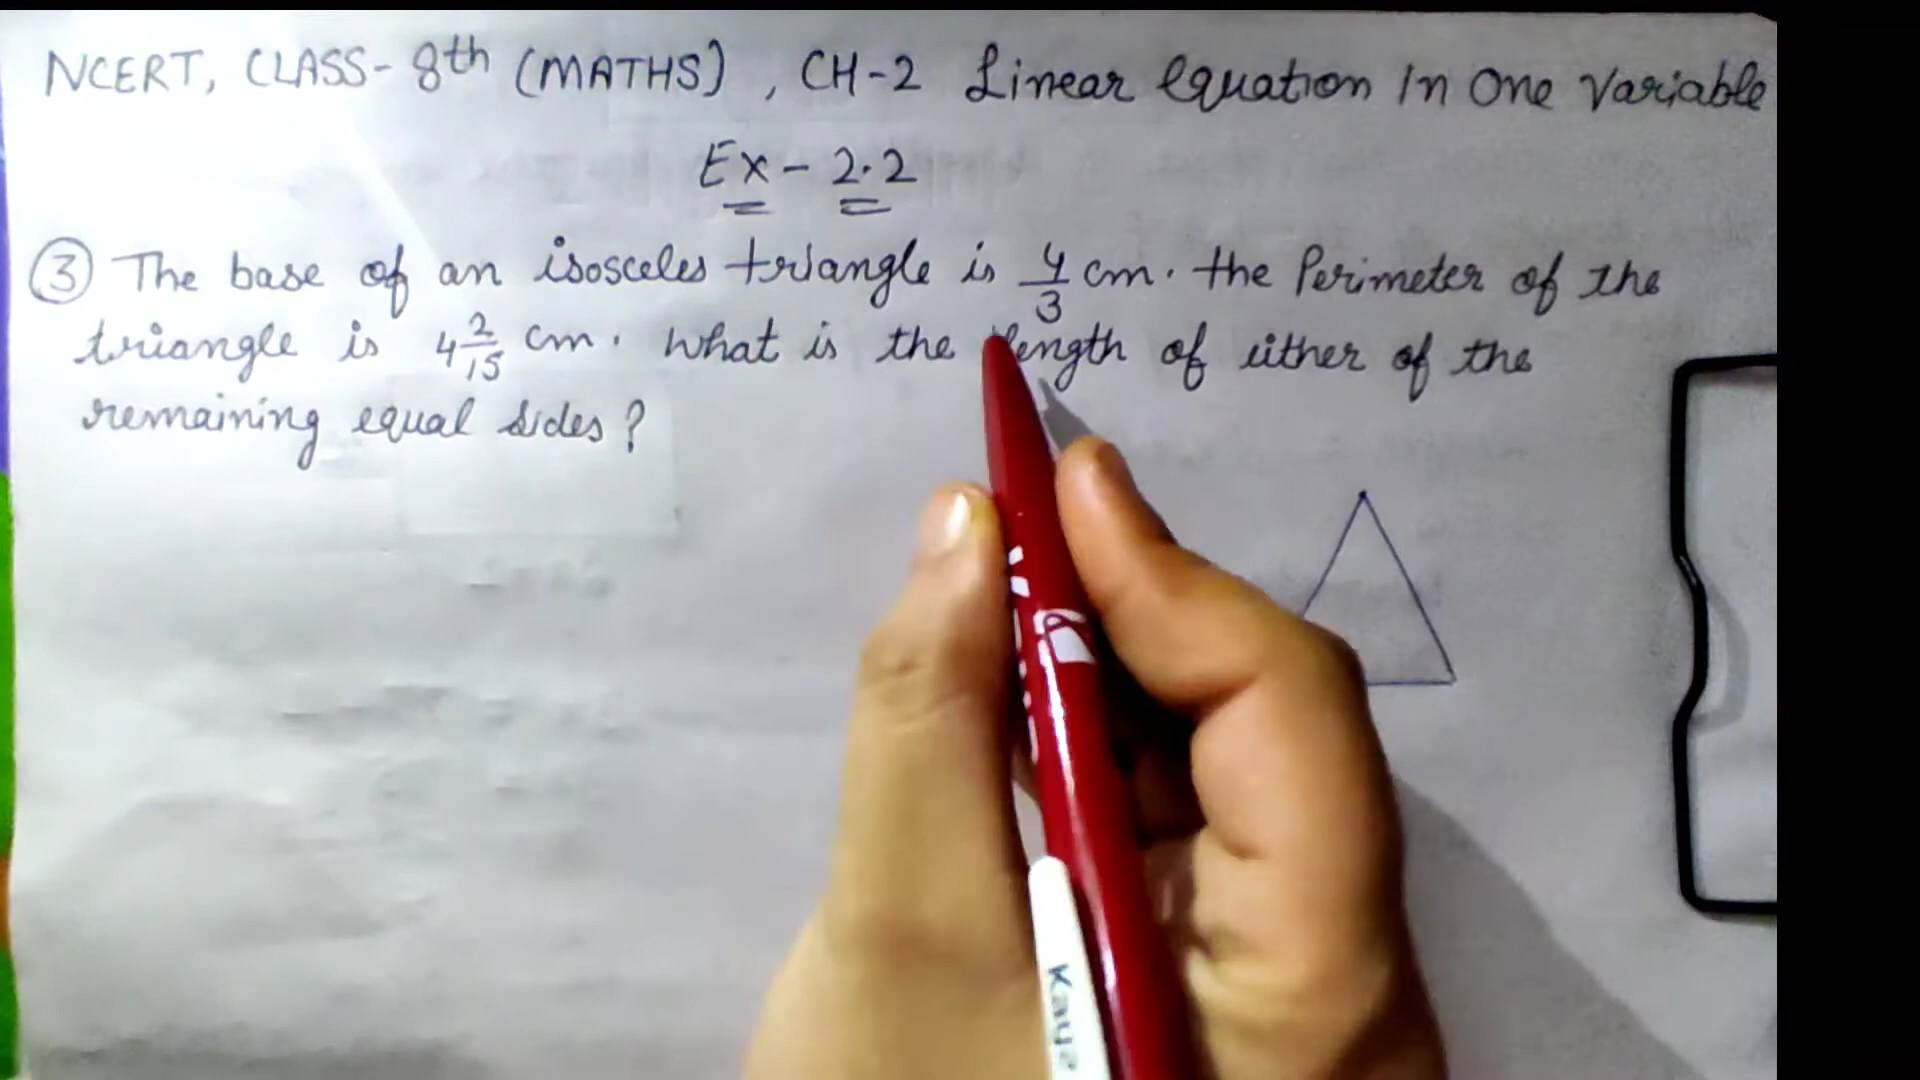 NCERT, CLASS- 8th (MATHS) , CH-2 Linear Equation In One Variable
Ex - 2.2
③ The base of an isosceles triangle is 4/3 cm. the Perimeter of the
triangle is 4 2/15 cm. What is the length of either of the
remaining equal sides?